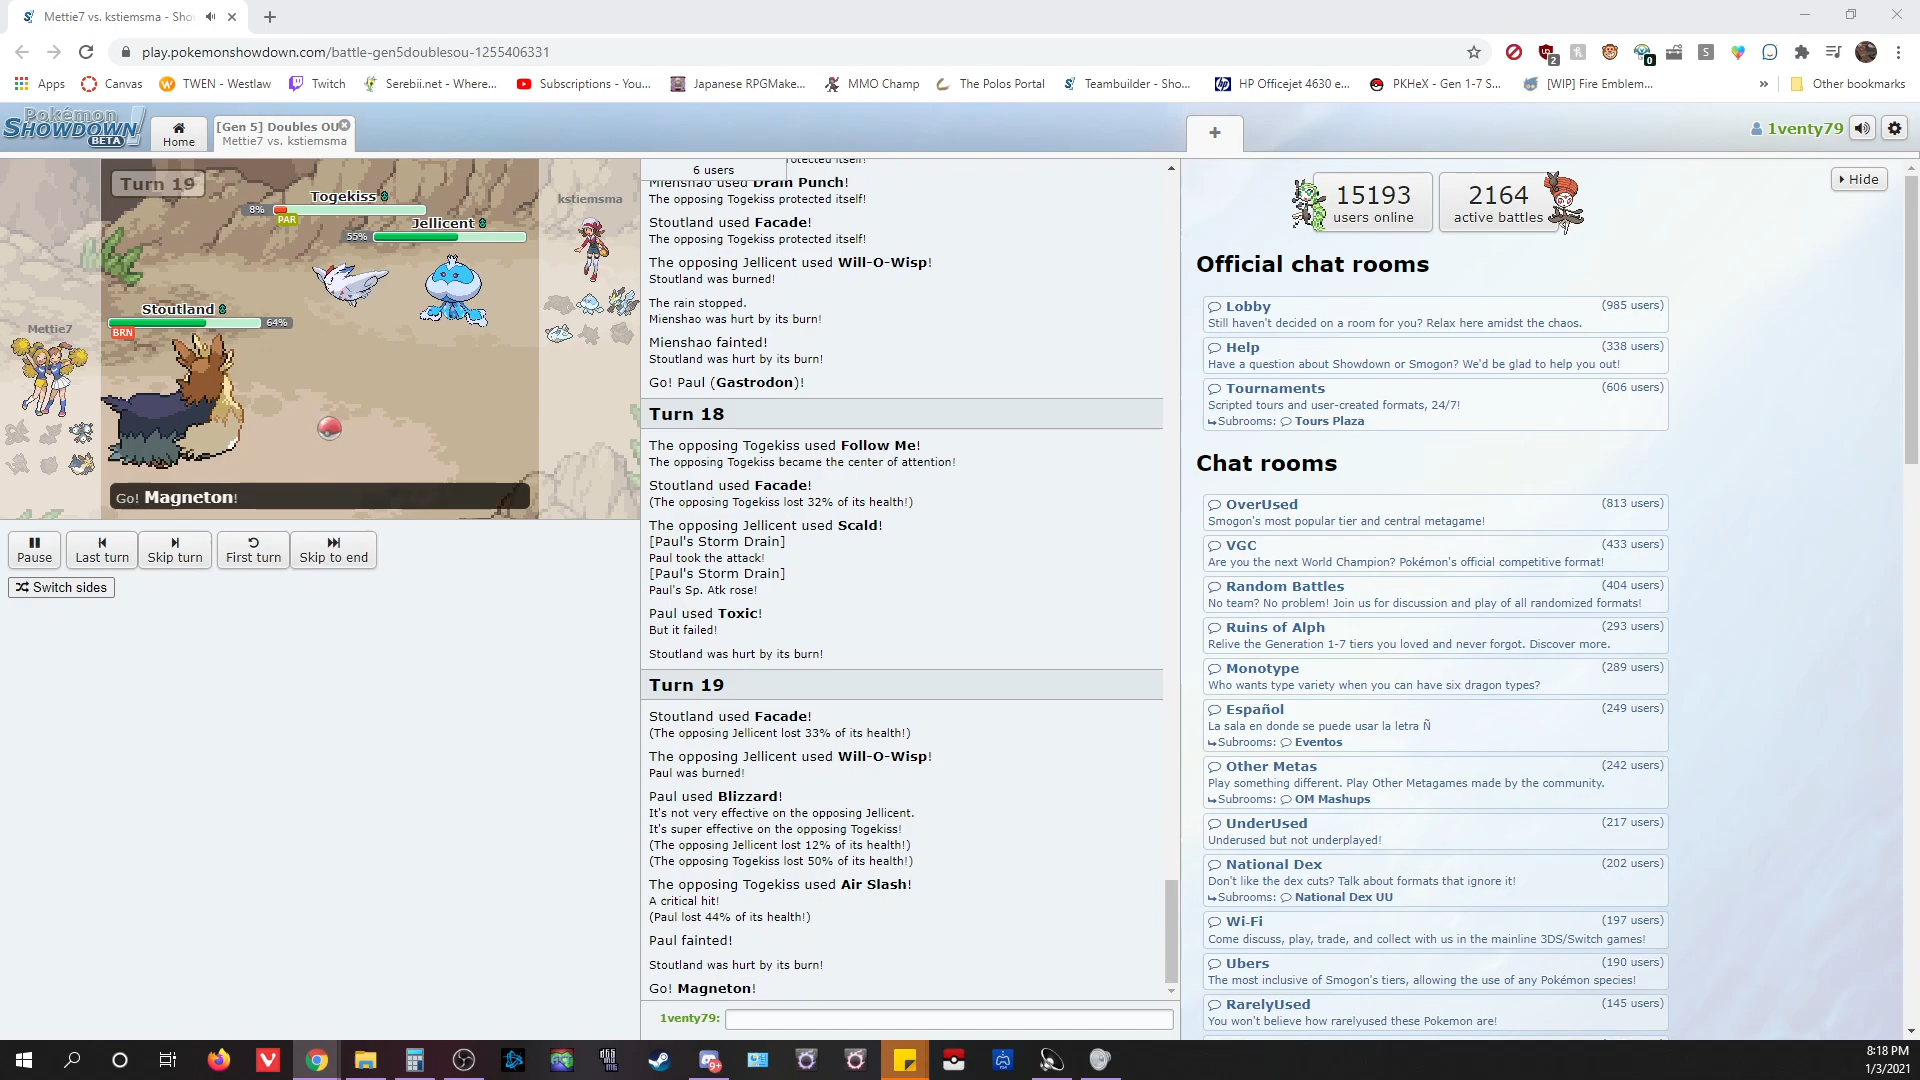 Mettie7 vs. kstiemsma - Sho
play.pokemonshowdown.com/battle-gen5doublesou-1255406331
2
0
Apps
Canvas
TWEN - Westlaw
Twitch
Serebii.net - Where...
Subscriptions - You...
Japanese RPGMake...
MMO Champ
The Polos Portal
Teambuilder - Sho...
HP Officejet 4630 e...
PKHeX - Gen 1-7 S...
[WIP] Fire Emblem...
»
Other bookmarks
Pokémon
SHOWDOWN!
BETA
Home
[Gen 5] Doubles OU
Mettie7 vs. kstiemsma
1venty79
Turn 19
Togekiss
8%
PAR
Jellicent
55%
Stoutland
64%
BRN
kstiemsma
Mettie7
Go! Magneton!
Pause
Last turn
Skip turn
First turn
Skip to end
Switch sides
6 users
otected itself!
Mienshao used Drain Punch!
The opposing Togekiss protected itself!
Stoutland used Facade!
The opposing Togekiss protected itself!
The opposing Jellicent used Will-O-Wisp!
Stoutland was burned!
The rain stopped.
Mienshao was hurt by its burn!
Mienshao fainted!
Stoutland was hurt by its burn!
Go! Paul (Gastrodon)!
Turn 18
The opposing Togekiss used Follow Me!
The opposing Togekiss became the center of attention!
Stoutland used Facade!
(The opposing Togekiss lost 32% of its health!)
The opposing Jellicent used Scald!
[Paul's Storm Drain]
Paul took the attack!
[Paul's Storm Drain]
Paul's Sp. Atk rose!
Paul used Toxic!
But it failed!
Stoutland was hurt by its burn!
Turn 19
Stoutland used Facade!
(The opposing Jellicent lost 33% of its health!)
The opposing Jellicent used Will-O-Wisp!
Paul was burned!
Paul used Blizzard!
It's not very effective on the opposing Jellicent.
It's super effective on the opposing Togekiss!
(The opposing Jellicent lost 12% of its health!)
(The opposing Togekiss lost 50% of its health!)
The opposing Togekiss used Air Slash!
A critical hit!
(Paul lost 44% of its health!)
Paul fainted!
Stoutland was hurt by its burn!
Go! Magneton!
1venty79:
15193
users online
2164
active battles
Hide
Official chat rooms
Lobby (985 users)
Still haven't decided on a room for you? Relax here amidst the chaos.
Help (338 users)
Have a question about Showdown or Smogon? We'd be glad to help you out!
Tournaments (606 users)
Scripted tours and user-created formats, 24/7!
Subrooms: Tours Plaza
Chat rooms
OverUsed (813 users)
Smogon's most popular tier and central metagame!
VGC (433 users)
Are you the next World Champion? Pokémon's official competitive format!
Random Battles (404 users)
No team? No problem! Join us for discussion and play of all randomized formats!
Ruins of Alph (293 users)
Relive the Generation 1-7 tiers you loved and never forgot. Discover more.
Monotype (289 users)
Who wants type variety when you can have six dragon types?
Español (249 users)
La sala en donde se puede usar la letra Ñ
Subrooms: Eventos
Other Metas (242 users)
Play something different. Play Other Metagames made by the community.
Subrooms: OM Mashups
UnderUsed (217 users)
Underused but not underplayed!
National Dex (202 users)
Don't like the dex cuts? Talk about formats that ignore it!
Subrooms: National Dex UU
Wi-Fi (197 users)
Come discuss, play, trade, and collect with us in the mainline 3DS/Switch games!
Ubers (190 users)
The most inclusive of Smogon's tiers, allowing the use of any Pokémon species!
RarelyUsed (145 users)
You won't believe how rarelyused these Pokemon are!
9+
8:18 PM
1/3/2021